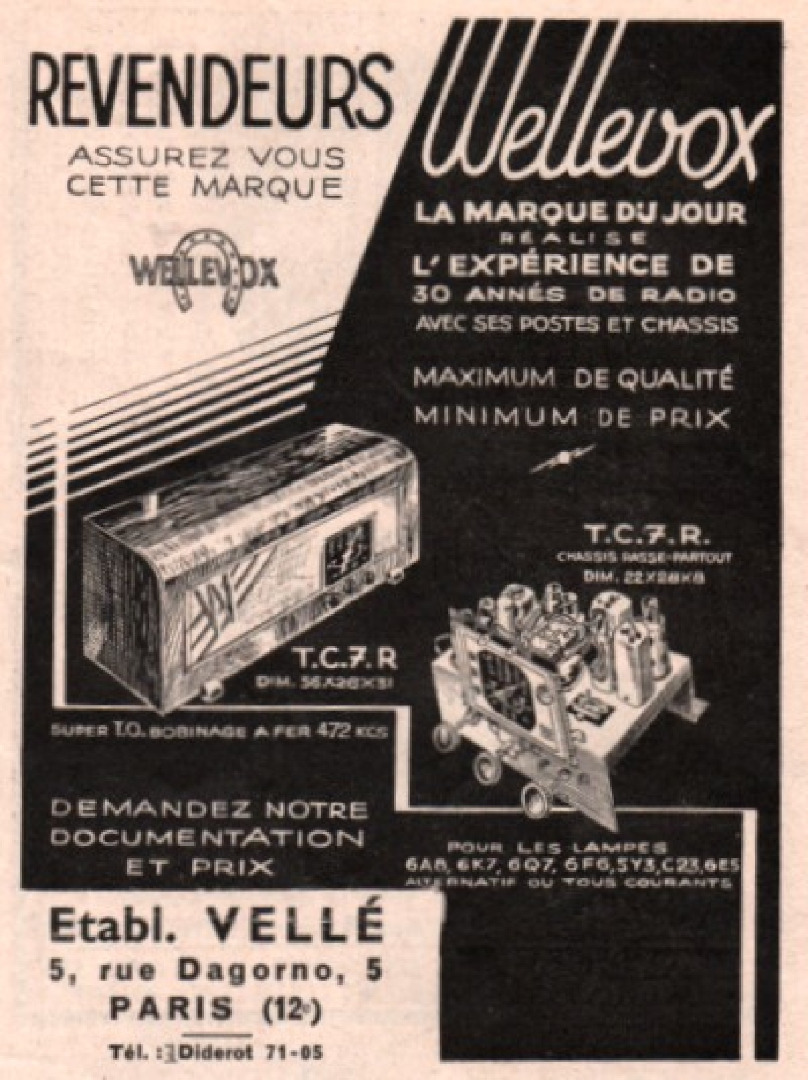 REVENDEURS
ASSUREZ VOUS
CETTE MARQUE
WELLEVOX
Wellevox
LA MARQUE DU JOUR
RÉALISE
L'EXPÉRIENCE DE
30 ANNÉS DE RADIO
AVEC SES POSTES ET CHASSIS
MAXIMUM DE QUALITÉ
MINIMUM DE PRIX
T.C.7.R
DIM. 56X28X31
SUPER T.O. BOBINAGE A FER 472 KCS
T.C.7.R.
CHASSIS PASSE-PARTOUT
DIM. 22X28X8
POUR LES LAMPES
6A8, 6K7, 6Q7, 6F6, 5Y3, C23, 6E5
ALTERNATIF OU TOUS COURANTS
DEMANDEZ NOTRE
DOCUMENTATION
ET PRIX
Etabl. VELLÉ
5, rue Dagorno, 5
PARIS (12e)
Tél. : Diderot 71-05